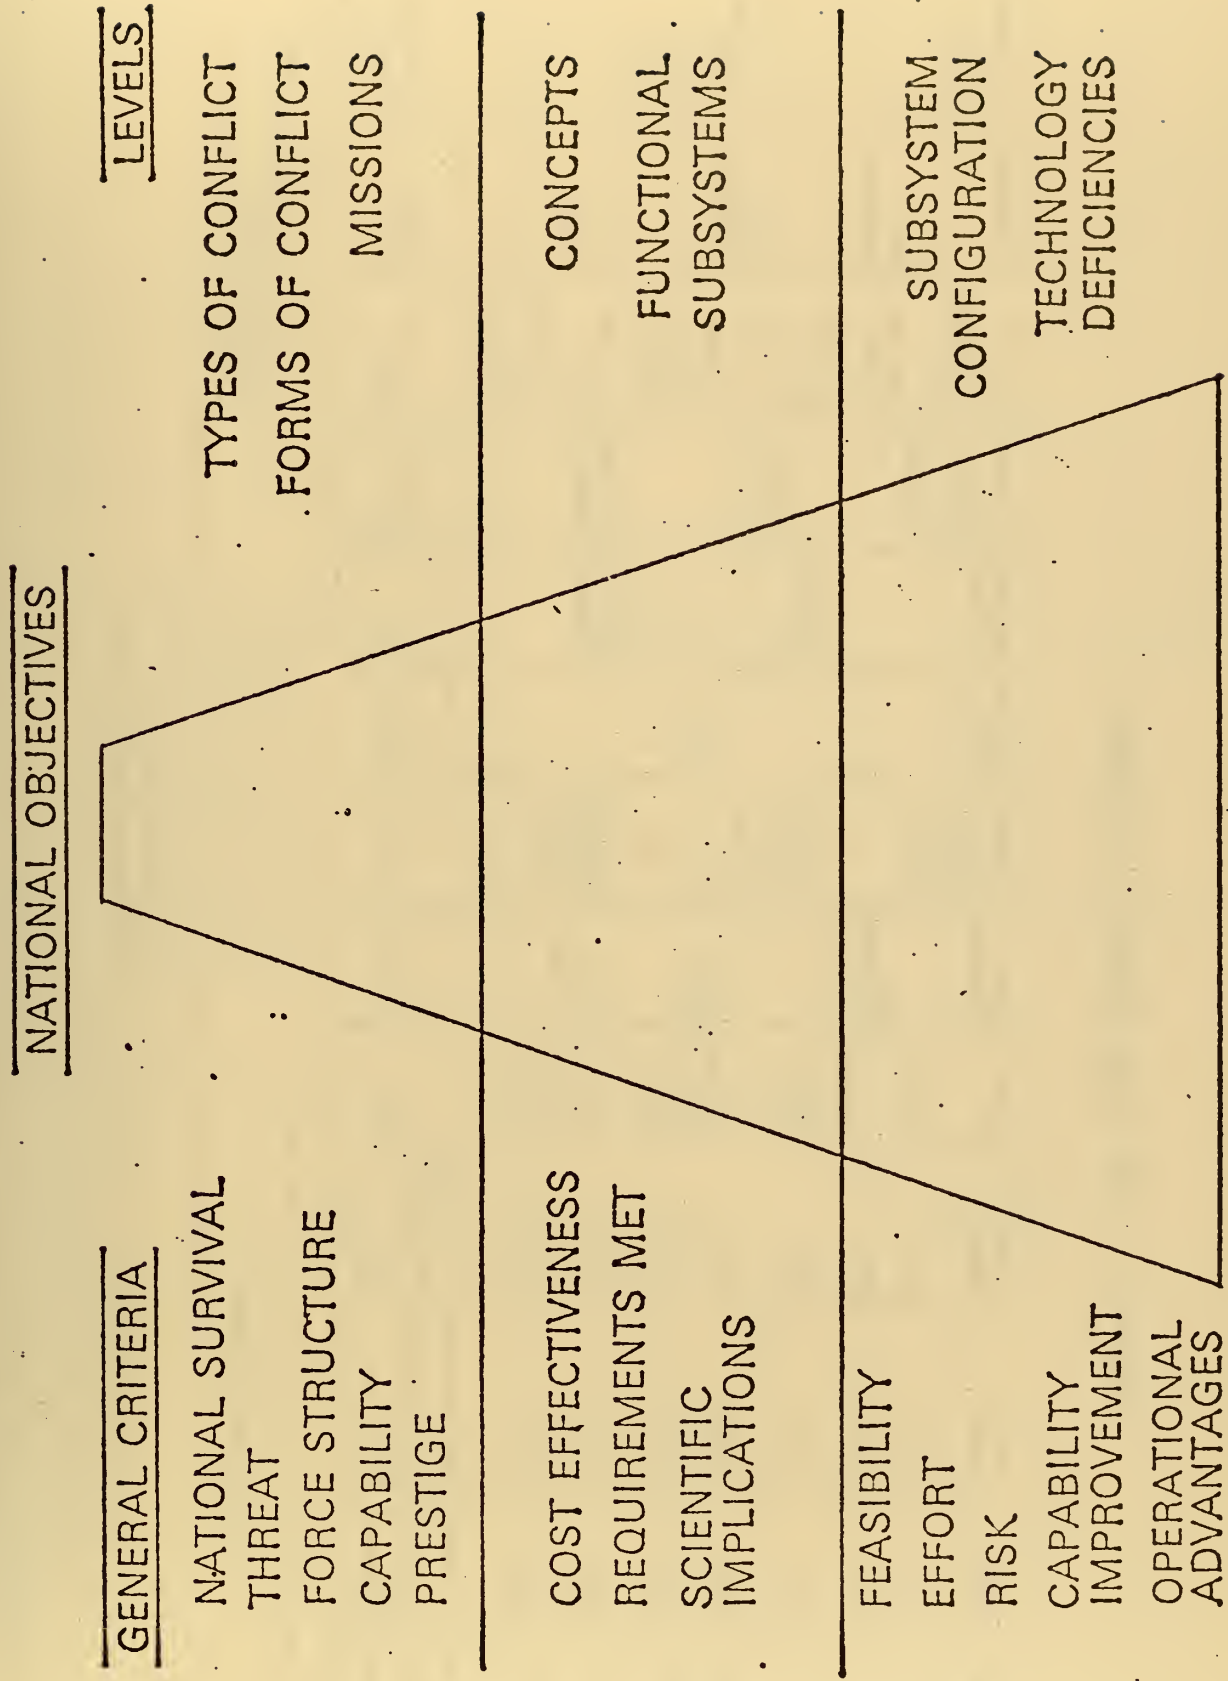 NATIONAL OBJECTIVES
GENERAL CRITERIA
NATIONAL SURVIVAL
THREAT
FORCE STRUCTURE
CAPABILITY
PRESTIGE
COST EFFECTIVENESS
REQUIREMENTS MET
SCIENTIFIC
IMPLICATIONS
FEASIBILITY
EFFORT
RISK
CAPABILITY
IMPROVEMENT
OPERATIONAL
ADVANTAGES
LEVELS
TYPES OF CONFLICT
FORMS OF CONFLICT
MISSIONS
CONCEPTS
FUNCTIONAL
SUBSYSTEMS
SUBSYSTEM
CONFIGURATION
TECHNOLOGY
DEFICIENCIES